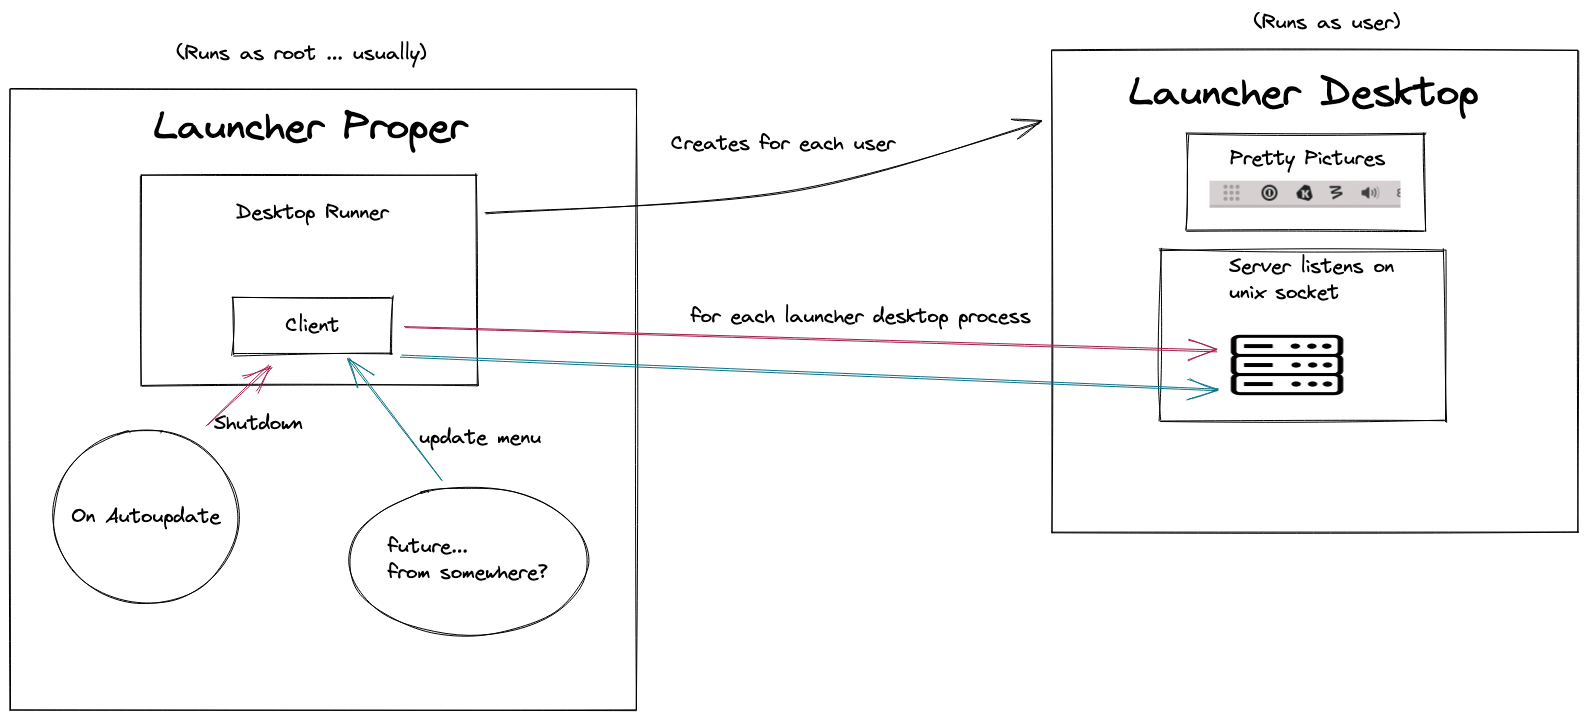 (Runs as root ... usually)
Launcher Proper
Desktop Runner
Client
Shutdown
update menu
On Autoupdate
future...
from somewhere?
Creates for each user
for each launcher desktop process
(Runs as user)
Launcher Desktop
Pretty Pictures
Server listens on
unix socket